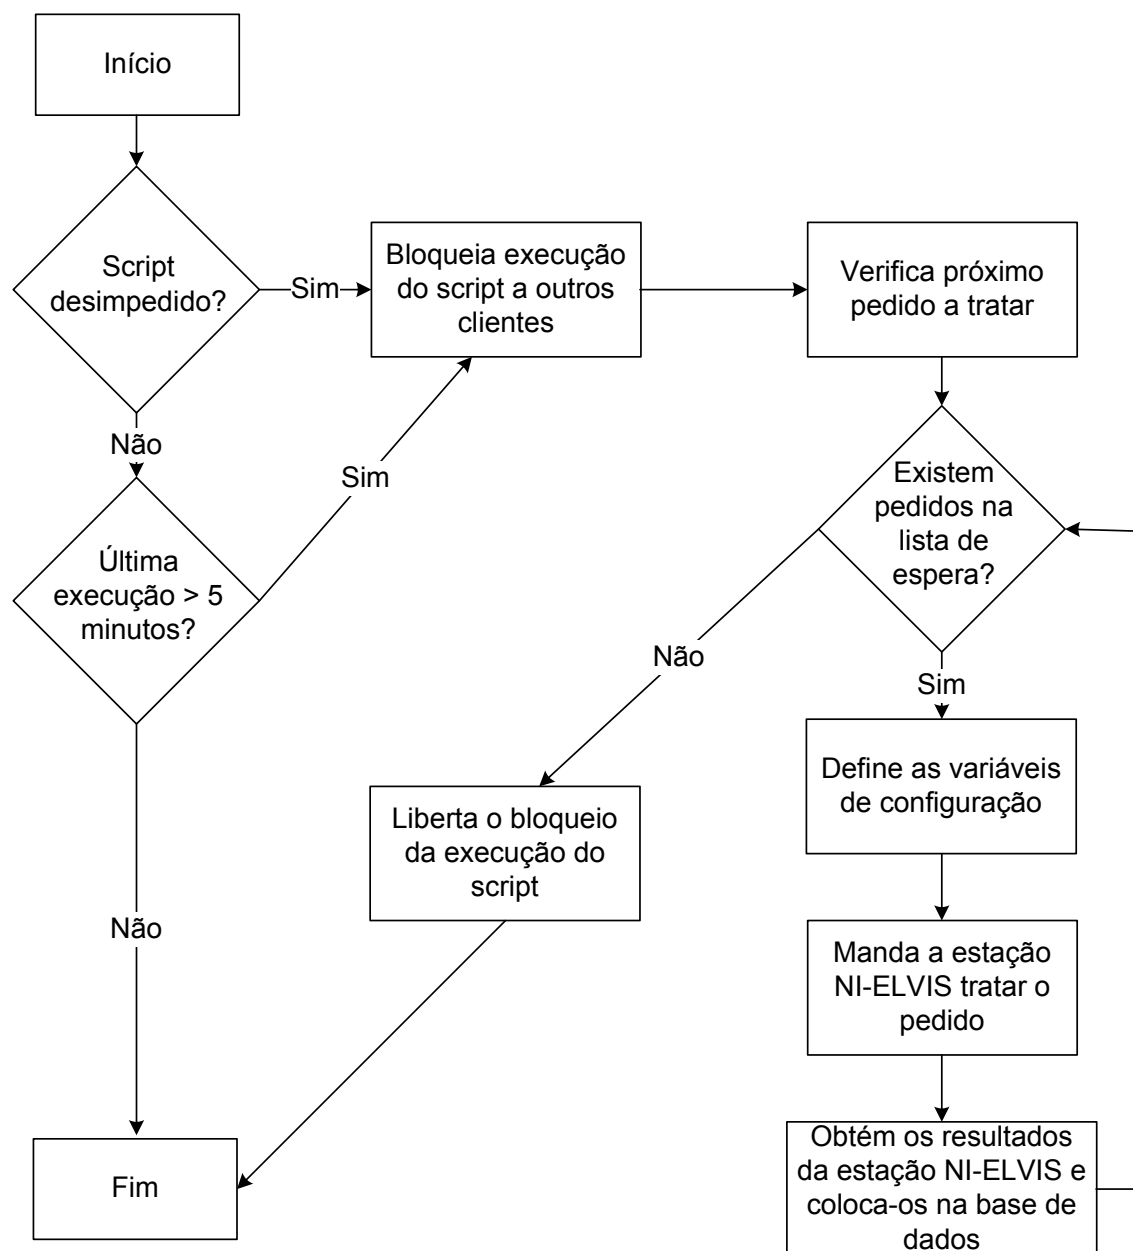 Início
Script
desimpedido?
Sim
Bloqueia execução
do script a outros
clientes
Verifica próximo
pedido a tratar
Não
Última
execução > 5
minutos?
Sim
Existem
pedidos na
lista de
espera?
Não
Sim
Define as variáveis
de configuração
Liberta o bloqueio
da execução do
script
Não
Manda a estação
NI-ELVIS tratar o
pedido
Obtém os resultados
da estação NI-ELVIS e
coloca-os na base de
dados
Fim